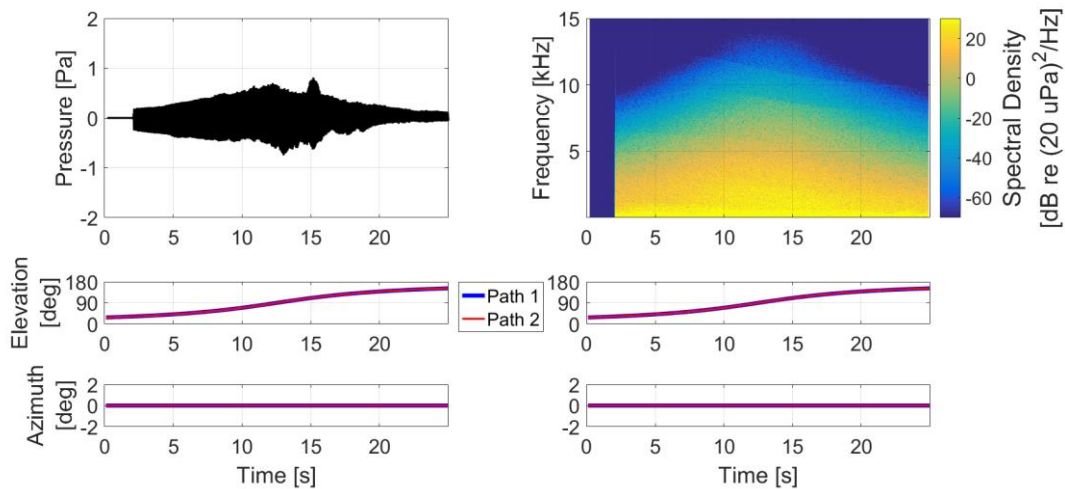 2
1
0
-1
-2
Pressure [Pa]
0 5 10 15 20
15
10
5
Frequency [kHz]
0 5 10 15 20
20
0
-20
-40
-60
Spectral Density
[dB re (20 uPa)²/Hz]
180
90
0
Elevation
[deg]
0 5 10 15 20
Path 1
Path 2
0 5 10 15 20
2
0
-2
Azimuth
[deg]
0 5 10 15 20
Time [s]
2
0
-2
0 5 10 15 20
Time [s]